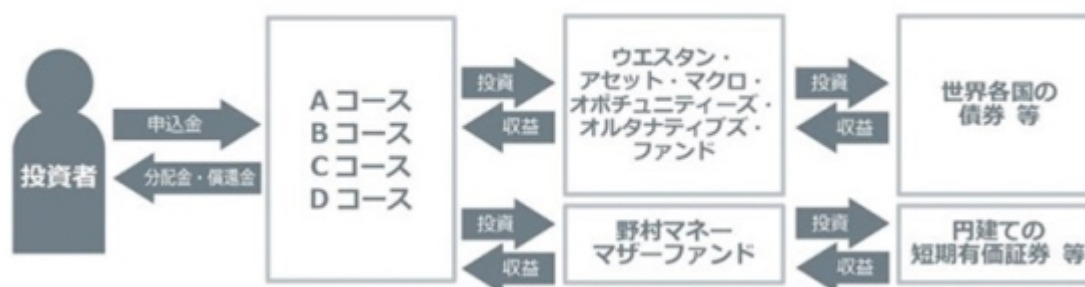 投資者
申込金
分配金・償還金
A コース
B コース
C コース
D コース
投資
収益
ウエスタン・
アセット・マクロ・
オポチュニティーズ・
オルタナティブズ・
ファンド
投資
収益
世界各国の
債券 等
投資
収益
野村マネー
マザーファンド
投資
収益
円建ての
短期有価証券 等